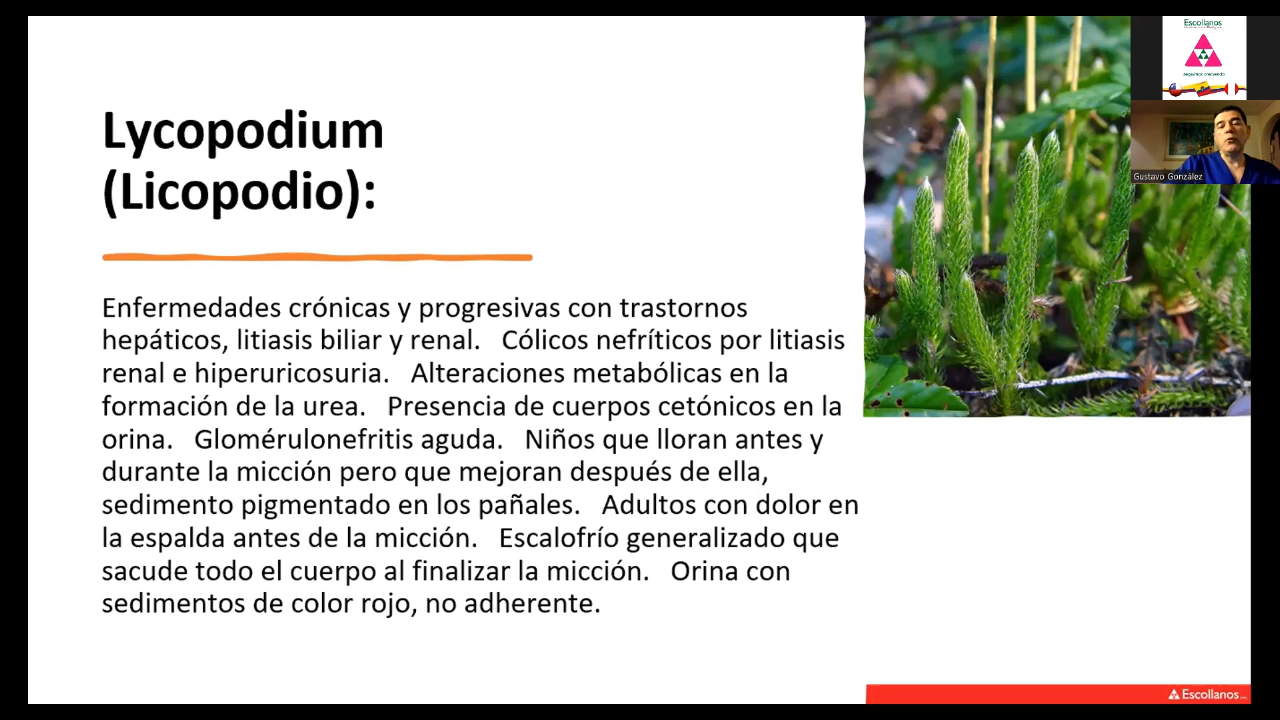 Lycopodium
(Licopodio):
Enfermedades crónicas y progresivas con trastornos
hepáticos, litiasis biliar y renal.   Cólicos nefríticos por litiasis
renal e hiperuricosuria.   Alteraciones metabólicas en la
formación de la urea.   Presencia de cuerpos cetónicos en la
orina.   Glomérulonefritis aguda.   Niños que lloran antes y
durante la micción pero que mejoran después de ella,
sedimento pigmentado en los pañales.   Adultos con dolor en
la espalda antes de la micción.   Escalofrío generalizado que
sacude todo el cuerpo al finalizar la micción.   Orina con
sedimentos de color rojo, no adherente.
Escollanos
Gustavo González
Escollanos